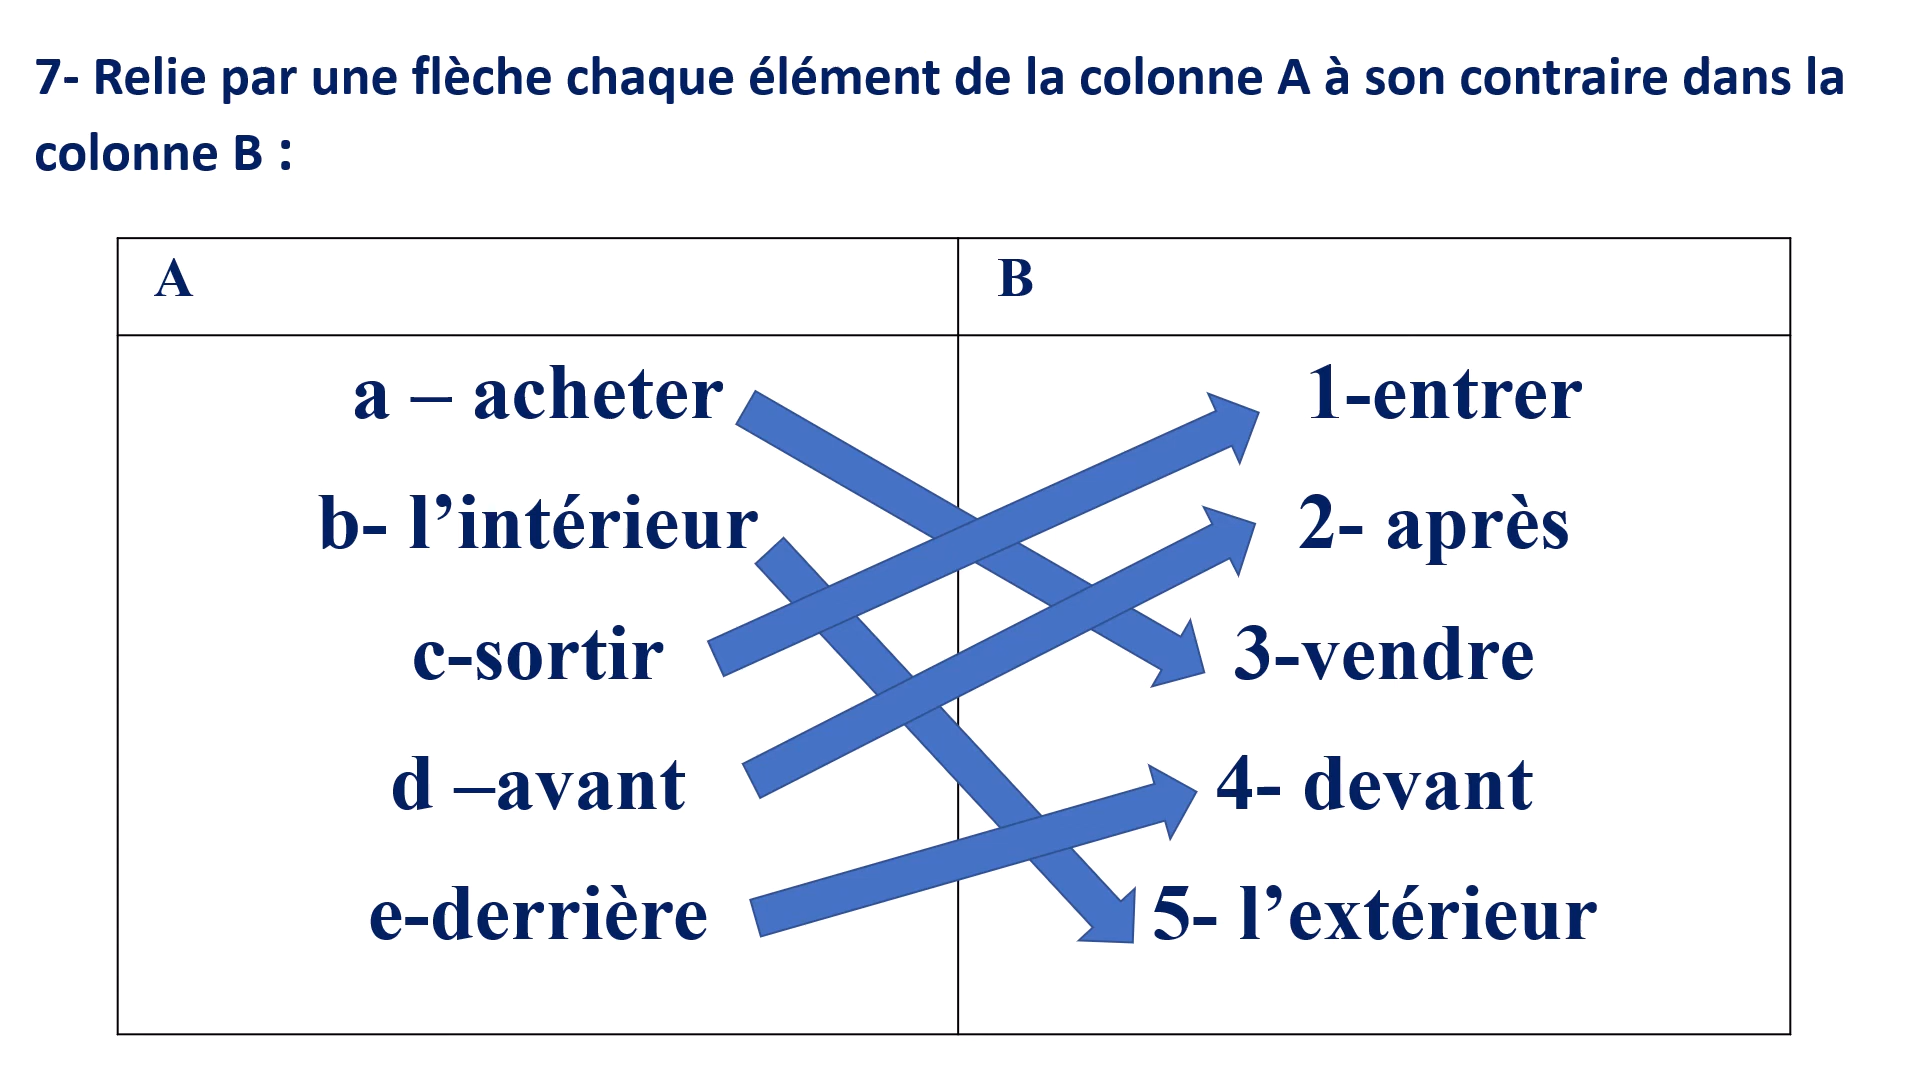 7- Relie par une flèche chaque élément de la colonne A à son contraire dans la
colonne B :
A
B
a – acheter
1-entrer
b- l’intérieur
2- après
c-sortir
3-vendre
d –avant
4- devant
e-derrière
5- l’extérieur